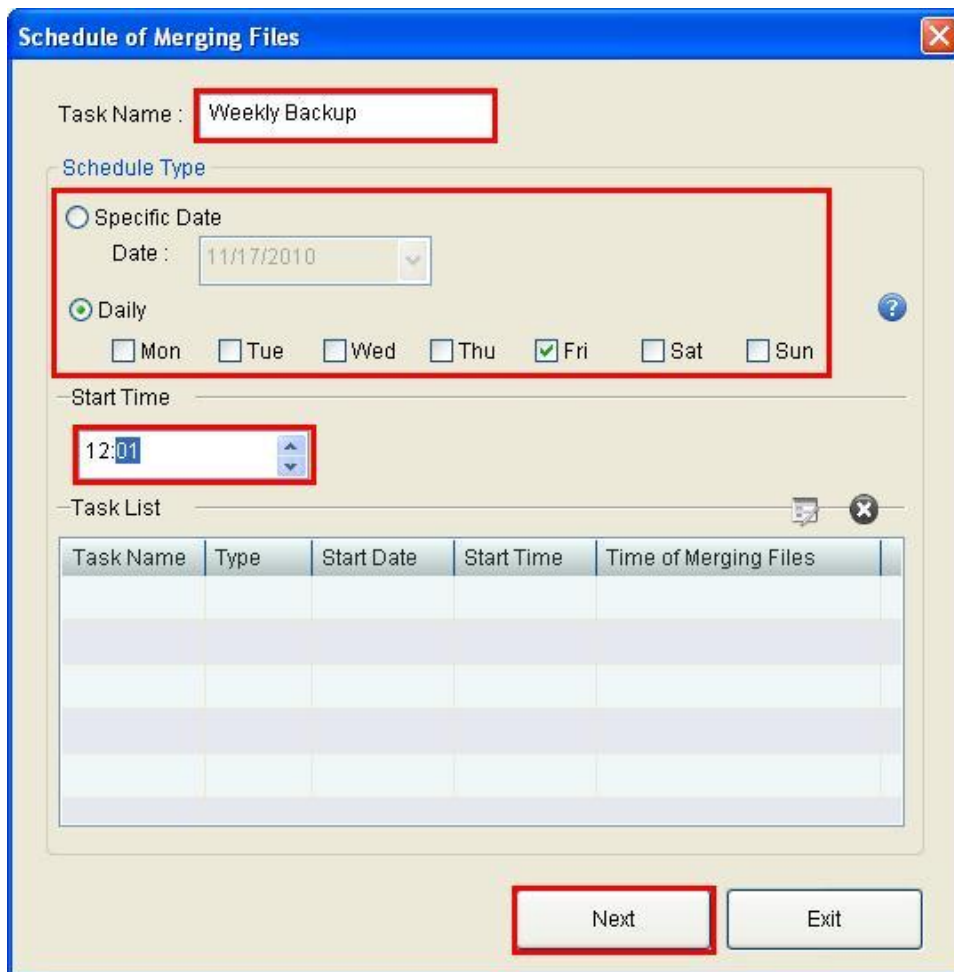 Schedule of Merging Files
Task Name : Weekly Backup
Schedule Type
Specific Date
Date : 11/17/2010
Daily
Mon Tue Wed Thu Fri Sat Sun
Start Time
12:01
Task List
Task Name Type Start Date Start Time Time of Merging Files
Next Exit